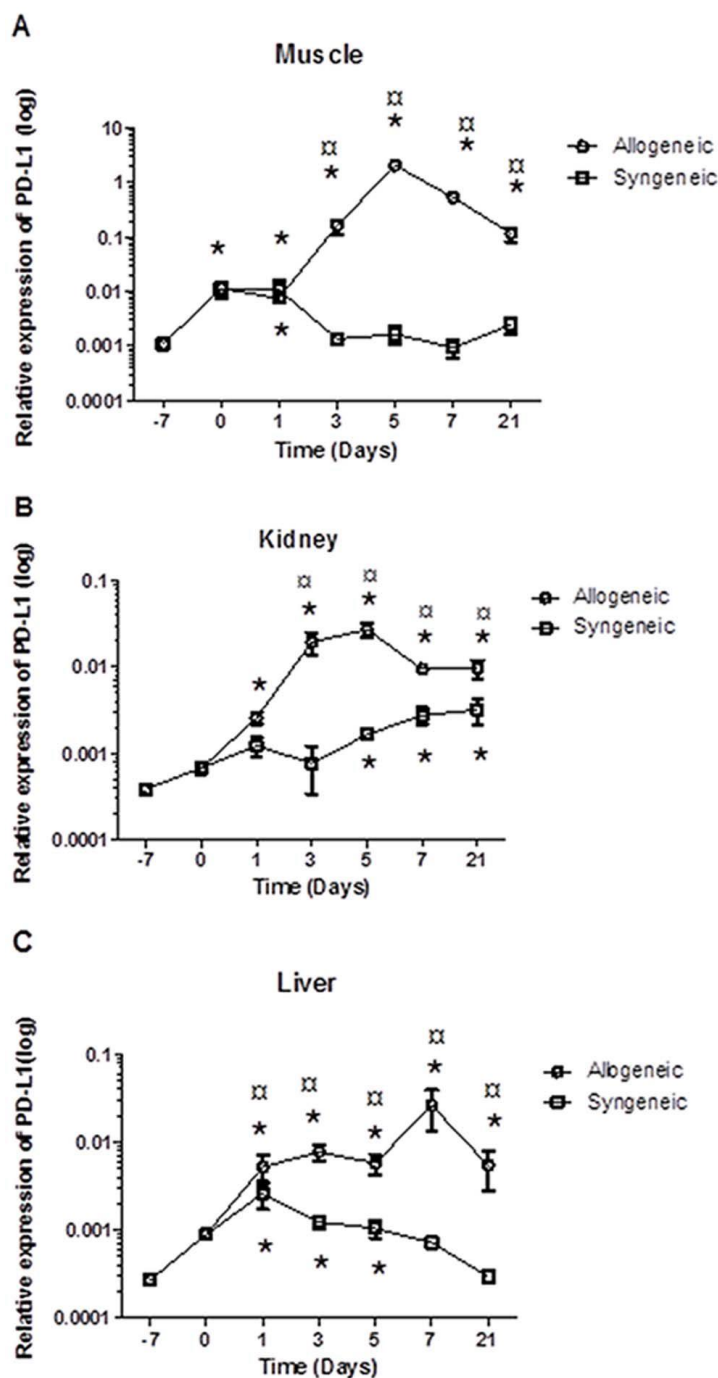 A
Muscle
Relative expression of PD-L1 (log)
10
1
0.1
0.01
0.001
0.0001
¤ ¤ ¤ ¤
* * * * * *
*
-7 0 1 3 5 7 21
Time (Days)
Allogeneic
Syngeneic
B
Kidney
Relative expression of PD-L1 (log)
0.1
0.01
0.001
0.0001
¤ ¤ ¤ ¤
* * * * *
* * *
-7 0 1 3 5 7 21
Time (Days)
Allogeneic
Syngeneic
C
Liver
Relative expression of PD-L1(log)
0.1
0.01
0.001
0.0001
¤ ¤ ¤ ¤ ¤
* * * * *
* * *
-7 0 1 3 5 7 21
Time (Days)
Allogeneic
Syngeneic